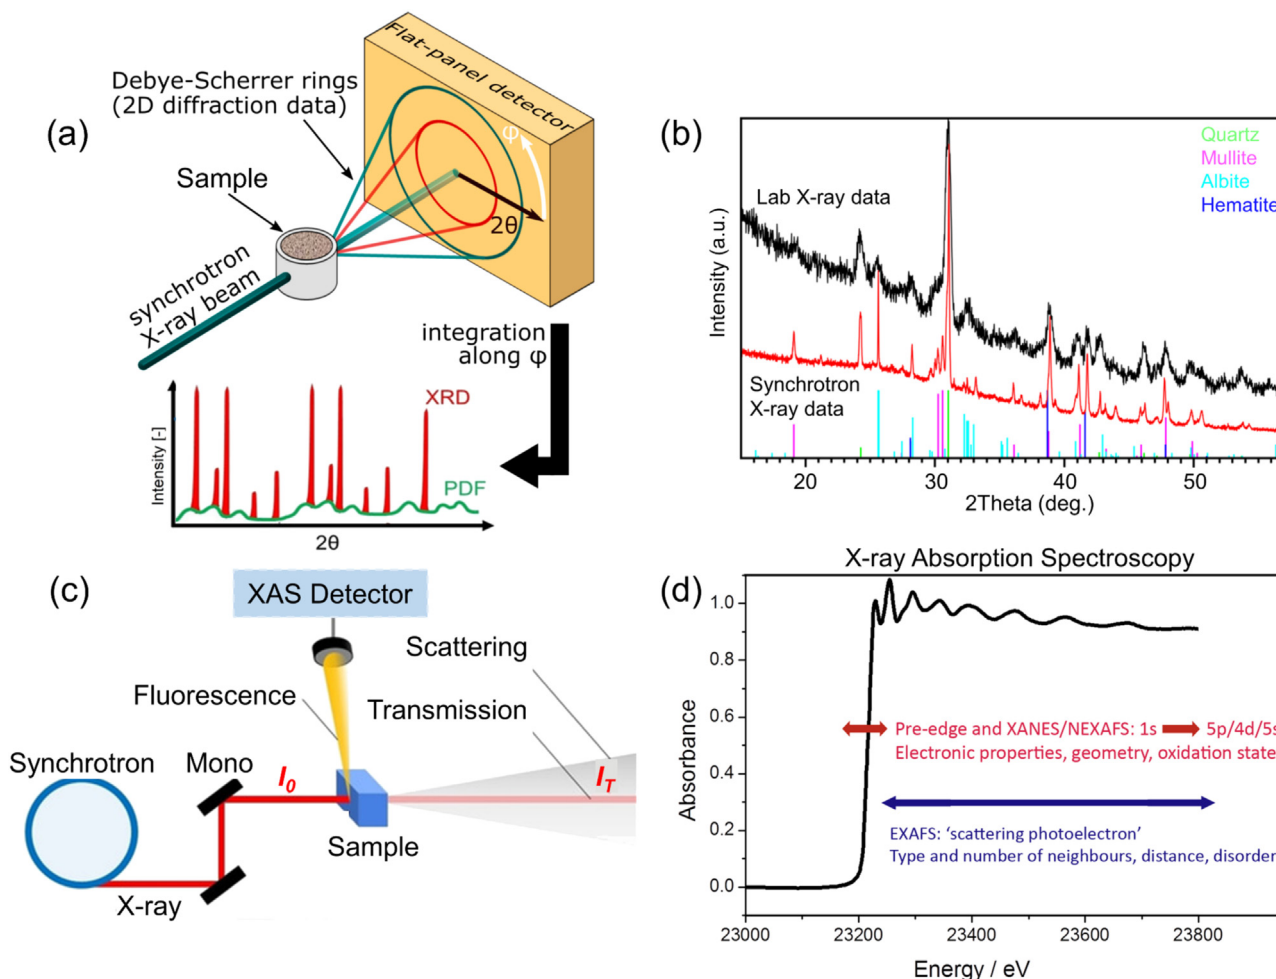 (a)
Debye-Scherrer rings
(2D diffraction data)
Flat-panel detector
φ
2θ
Sample
synchrotron
X-ray beam
integration
along φ
XRD
PDF
Intensity [-]
2θ
(b)
Quartz
Mullite
Albite
Hematite
Lab X-ray data
Synchrotron
X-ray data
Intensity (a.u.)
20 30 40 50
2Theta (deg.)
(c)
XAS Detector
Scattering
Fluorescence
Transmission
Synchrotron
Mono
I0
IT
Sample
X-ray
(d)
X-ray Absorption Spectroscopy
1.0
0.8
0.6
0.4
0.2
0.0
Absorbance
Pre-edge and XANES/NEXAFS: 1s 5p/4d/5s
Electronic properties, geometry, oxidation state
EXAFS: ‘scattering photoelectron’
Type and number of neighbours, distance, disorder
23000 23200 23400 23600 23800
Energy / eV